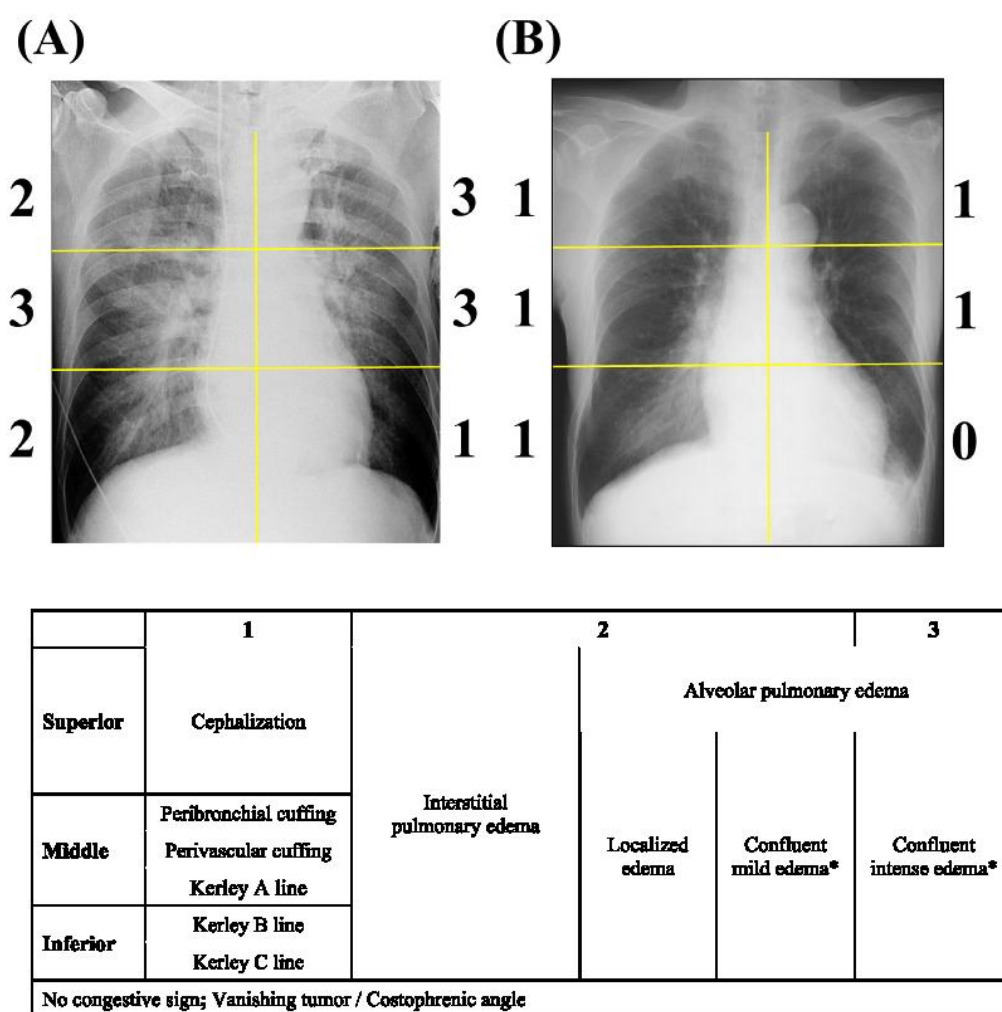 (A) (B)
2 3 1 1
3 3 1 1
2 1 1 0
1 2 3
Superior Cephalization Alveolar pulmonary edema
Interstitial
pulmonary edema
Middle Peribronchial cuffing
Perivascular cuffing
Kerley A line
Localized
edema
Confluent
mild edema*
Confluent
intense edema*
Inferior Kerley B line
Kerley C line
No congestive sign; Vanishing tumor / Costophrenic angle